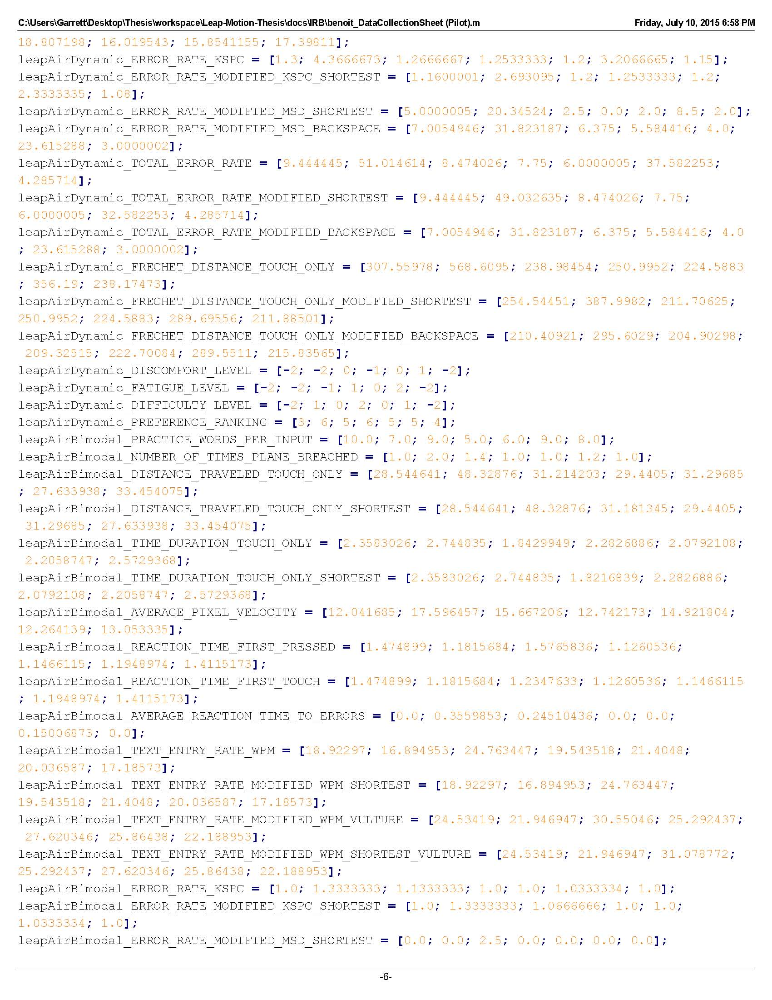 C:\Users\Garrett\Desktop\Thesis\workspace\Leap-Motion-Thesis\docs\IRB\benoit_DataCollectionSheet (Pilot).m Friday, July 10, 2015 6:58 PM
18.807198; 16.019543; 15.8541155; 17.39811];
leapAirDynamic_ERROR_RATE_KSPC = [1.3; 4.3666673; 1.2666667; 1.2533333; 1.2; 3.2066665; 1.15];
leapAirDynamic_ERROR_RATE_MODIFIED_KSPC_SHORTEST = [1.1600001; 2.693095; 1.2; 1.2533333; 1.2;
2.3333335; 1.08];
leapAirDynamic_ERROR_RATE_MODIFIED_MSD_SHORTEST = [5.0000005; 20.34524; 2.5; 0.0; 2.0; 8.5; 2.0];
leapAirDynamic_ERROR_RATE_MODIFIED_MSD_BACKSPACE = [7.0054946; 31.823187; 6.375; 5.584416; 4.0;
23.615288; 3.0000002];
leapAirDynamic_TOTAL_ERROR_RATE = [9.444445; 51.014614; 8.474026; 7.75; 6.0000005; 37.582253;
4.285714];
leapAirDynamic_TOTAL_ERROR_RATE_MODIFIED_SHORTEST = [9.444445; 49.032635; 8.474026; 7.75;
6.0000005; 32.582253; 4.285714];
leapAirDynamic_TOTAL_ERROR_RATE_MODIFIED_BACKSPACE = [7.0054946; 31.823187; 6.375; 5.584416; 4.0
; 23.615288; 3.0000002];
leapAirDynamic_FRECHET_DISTANCE_TOUCH_ONLY = [307.55978; 568.6095; 238.98454; 250.9952; 224.5883
; 356.19; 238.17473];
leapAirDynamic_FRECHET_DISTANCE_TOUCH_ONLY_MODIFIED_SHORTEST = [254.54451; 387.9982; 211.70625;
250.9952; 224.5883; 289.69556; 211.88501];
leapAirDynamic_FRECHET_DISTANCE_TOUCH_ONLY_MODIFIED_BACKSPACE = [210.40921; 295.6029; 204.90298;
209.32515; 222.70084; 289.5511; 215.83565];
leapAirDynamic_DISCOMFORT_LEVEL = [-2; -2; 0; -1; 0; 1; -2];
leapAirDynamic_FATIGUE_LEVEL = [-2; -2; -1; 1; 0; 2; -2];
leapAirDynamic_DIFFICULTY_LEVEL = [-2; 1; 0; 2; 0; 1; -2];
leapAirDynamic_PREFERENCE_RANKING = [3; 6; 5; 6; 5; 5; 4];
leapAirBimodal_PRACTICE_WORDS_PER_INPUT = [10.0; 7.0; 9.0; 5.0; 6.0; 9.0; 8.0];
leapAirBimodal_NUMBER_OF_TIMES_PLANE_BREACHED = [1.0; 2.0; 1.4; 1.0; 1.0; 1.2; 1.0];
leapAirBimodal_DISTANCE_TRAVELED_TOUCH_ONLY = [28.544641; 48.32876; 31.214203; 29.4405; 31.29685
; 27.633938; 33.454075];
leapAirBimodal_DISTANCE_TRAVELED_TOUCH_ONLY_SHORTEST = [28.544641; 48.32876; 31.181345; 29.4405;
31.29685; 27.633938; 33.454075];
leapAirBimodal_TIME_DURATION_TOUCH_ONLY = [2.3583026; 2.744835; 1.8429949; 2.2826886; 2.0792108;
2.2058747; 2.5729368];
leapAirBimodal_TIME_DURATION_TOUCH_ONLY_SHORTEST = [2.3583026; 2.744835; 1.8216839; 2.2826886;
2.0792108; 2.2058747; 2.5729368];
leapAirBimodal_AVERAGE_PIXEL_VELOCITY = [12.041685; 17.596457; 15.667206; 12.742173; 14.921804;
12.264139; 13.053335];
leapAirBimodal_REACTION_TIME_FIRST_PRESSED = [1.474899; 1.1815684; 1.5765836; 1.1260536;
1.1466115; 1.1948974; 1.4115173];
leapAirBimodal_REACTION_TIME_FIRST_TOUCH = [1.474899; 1.1815684; 1.2347633; 1.1260536; 1.1466115
; 1.1948974; 1.4115173];
leapAirBimodal_AVERAGE_REACTION_TIME_TO_ERRORS = [0.0; 0.3559853; 0.24510436; 0.0; 0.0;
0.15006873; 0.0];
leapAirBimodal_TEXT_ENTRY_RATE_WPM = [18.92297; 16.894953; 24.763447; 19.543518; 21.4048;
20.036587; 17.18573];
leapAirBimodal_TEXT_ENTRY_RATE_MODIFIED_WPM_SHORTEST = [18.92297; 16.894953; 24.763447;
19.543518; 21.4048; 20.036587; 17.18573];
leapAirBimodal_TEXT_ENTRY_RATE_MODIFIED_WPM_VULTURE = [24.53419; 21.946947; 30.55046; 25.292437;
27.620346; 25.86438; 22.188953];
leapAirBimodal_TEXT_ENTRY_RATE_MODIFIED_WPM_SHORTEST_VULTURE = [24.53419; 21.946947; 31.078772;
25.292437; 27.620346; 25.86438; 22.188953];
leapAirBimodal_ERROR_RATE_KSPC = [1.0; 1.3333333; 1.1333333; 1.0; 1.0; 1.0333334; 1.0];
leapAirBimodal_ERROR_RATE_MODIFIED_KSPC_SHORTEST = [1.0; 1.3333333; 1.0666666; 1.0; 1.0;
1.0333334; 1.0];
leapAirBimodal_ERROR_RATE_MODIFIED_MSD_SHORTEST = [0.0; 0.0; 2.5; 0.0; 0.0; 0.0; 0.0];
-6-